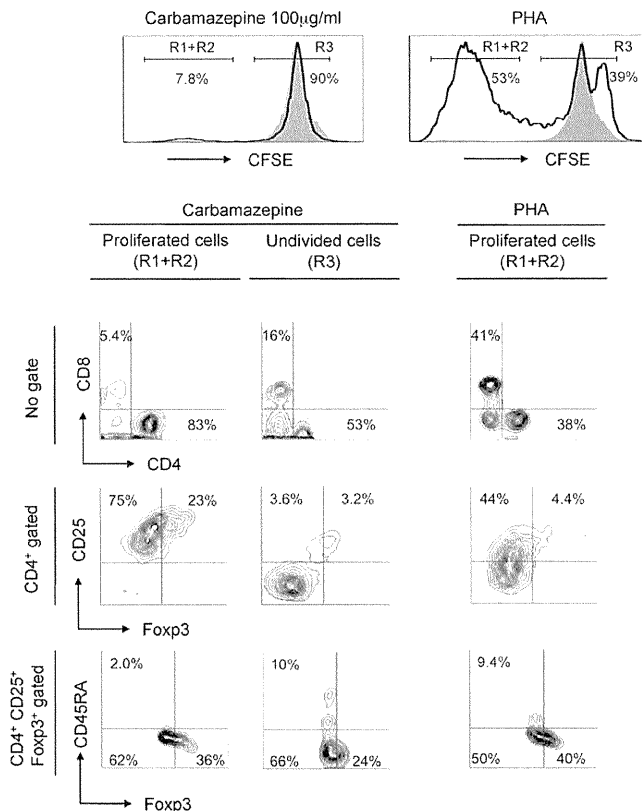 Carbamazepine 100µg/ml
PHA
R1+R2
R3
7.8%
90%
CFSE
R1+R2
R3
53%
39%
CFSE
Carbamazepine
PHA
Proliferated cells
(R1+R2)
Undivided cells
(R3)
Proliferated cells
(R1+R2)
No gate
CD8
5.4%
83%
16%
53%
41%
38%
CD4
CD4⁺ gated
CD25
75%
23%
3.6%
3.2%
44%
4.4%
Foxp3
CD4⁺ CD25⁺
Foxp3⁺ gated
CD45RA
2.0%
62%
36%
10%
66%
24%
9.4%
50%
40%
Foxp3